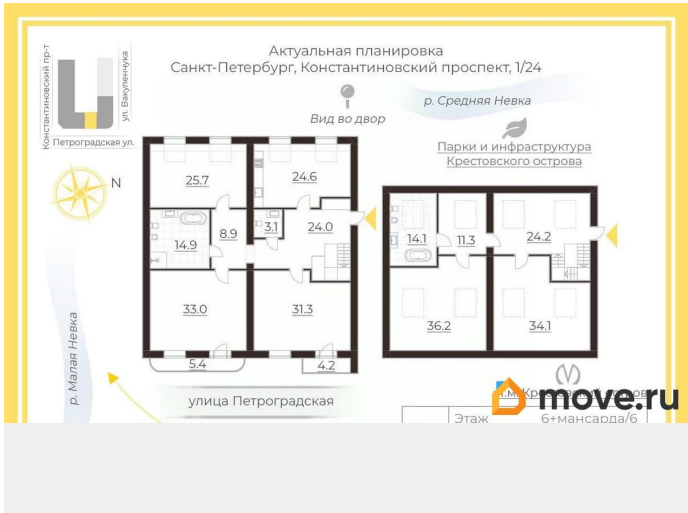 Актуальная планировка
Санкт-Петербург, Константиновский проспект, 1/24
Константиновский пр-т
ул. Вакуленчука
Петроградская ул.
Вид во двор
р. Средняя Невка
Парки и инфраструктура
Крестовского острова
N
25.7
24.6
14.9
8.9
3.1
24.0
33.0
31.3
5.4
4.2
14.1
11.3
24.2
36.2
34.1
р. Малая Невка
улица Петроградская
ст.м. Крестовский остров
move.ru
Этаж
6+мансарда/6